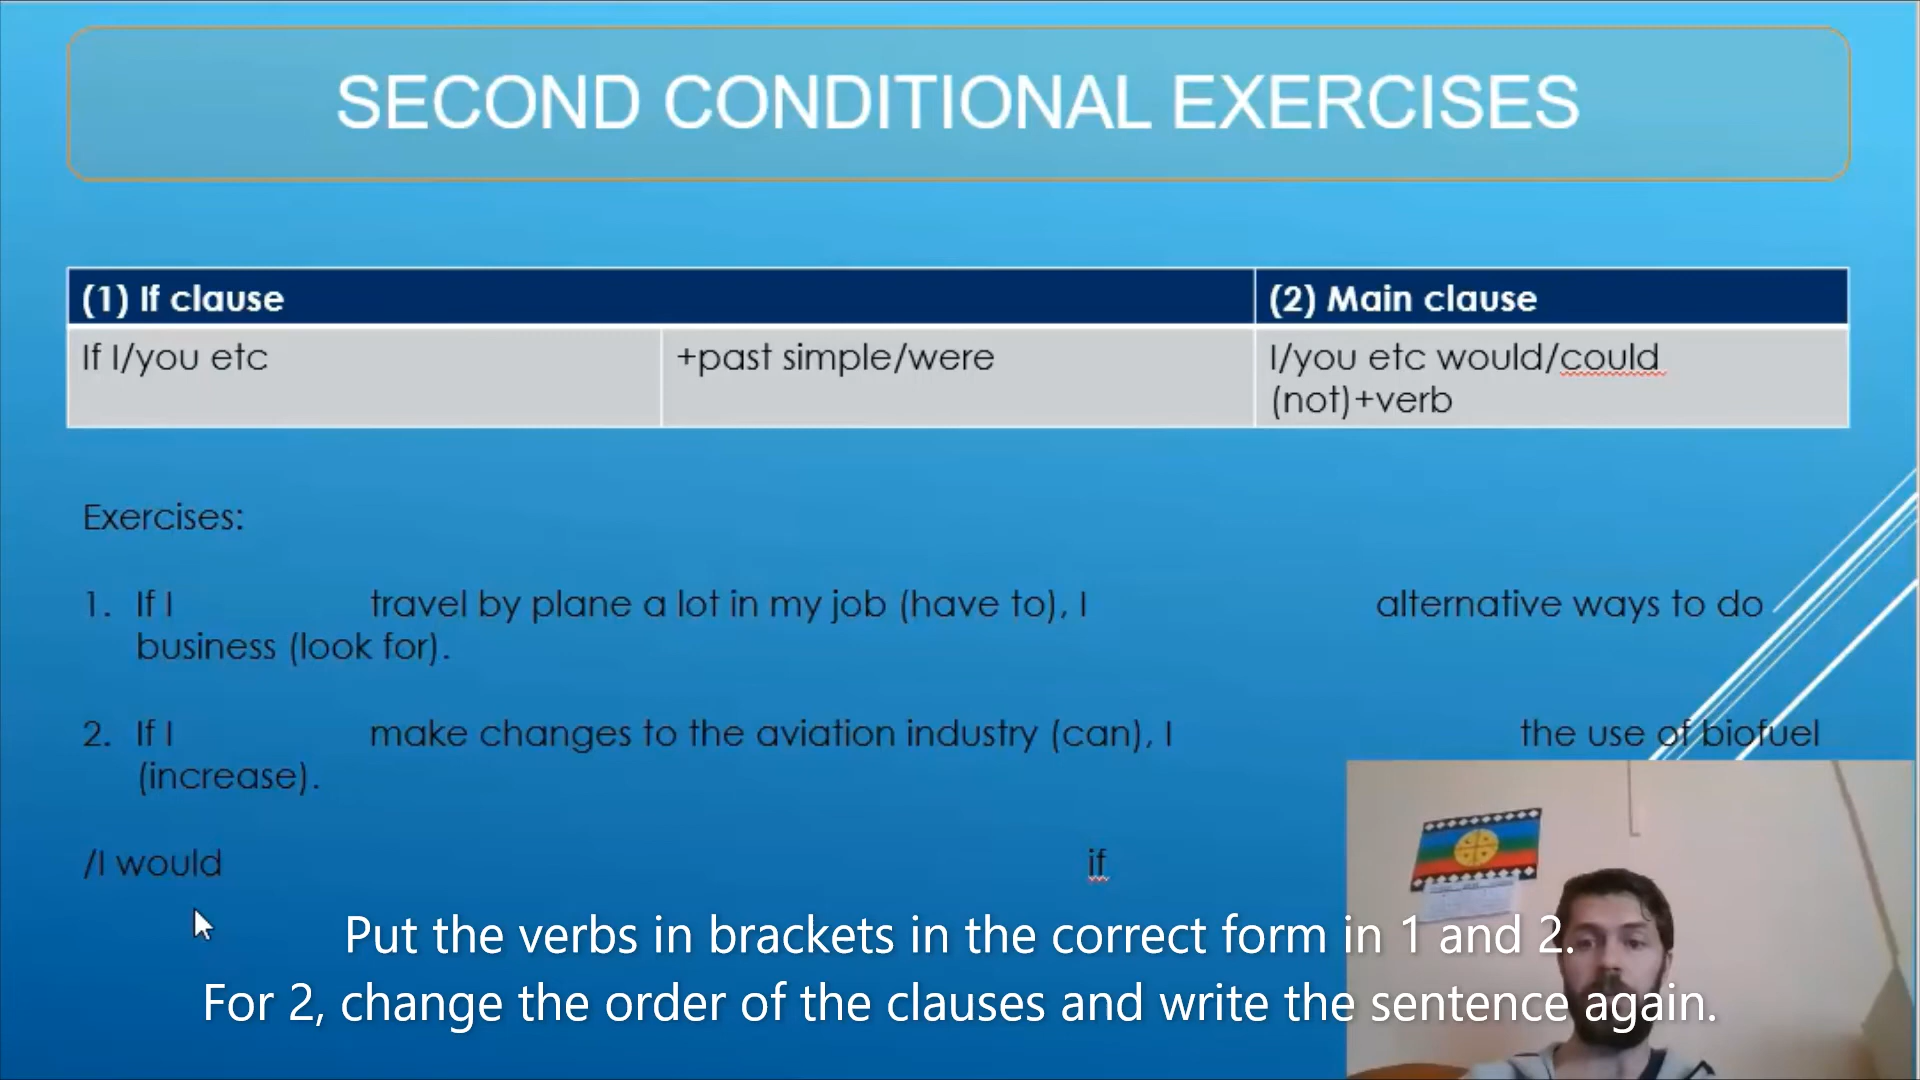 SECOND CONDITIONAL EXERCISES
(1) If clause (2) Main clause
If I/you etc +past simple/were I/you etc would/could
(not)+verb
Exercises:
1. If I travel by plane a lot in my job (have to), I alternative ways to do
business (look for).
2. If I make changes to the aviation industry (can), I the use of biofuel
(increase).
/I would if
Put the verbs in brackets in the correct form in 1 and 2.
For 2, change the order of the clauses and write the sentence again.